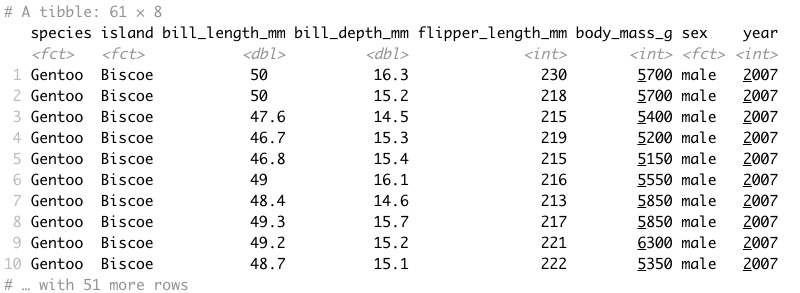 # A tibble: 61 × 8
species island bill_length_mm bill_depth_mm flipper_length_mm body_mass_g sex year
<fct> <fct> <dbl> <dbl> <int> <int> <fct> <int>
1 Gentoo Biscoe 50 16.3 230 5700 male 2007
2 Gentoo Biscoe 50 15.2 218 5700 male 2007
3 Gentoo Biscoe 47.6 14.5 215 5400 male 2007
4 Gentoo Biscoe 46.7 15.3 219 5200 male 2007
5 Gentoo Biscoe 46.8 15.4 215 5150 male 2007
6 Gentoo Biscoe 49 16.1 216 5550 male 2007
7 Gentoo Biscoe 48.4 14.6 213 5850 male 2007
8 Gentoo Biscoe 49.3 15.7 217 5850 male 2007
9 Gentoo Biscoe 49.2 15.2 221 6300 male 2007
10 Gentoo Biscoe 48.7 15.1 222 5350 male 2007
# … with 51 more rows